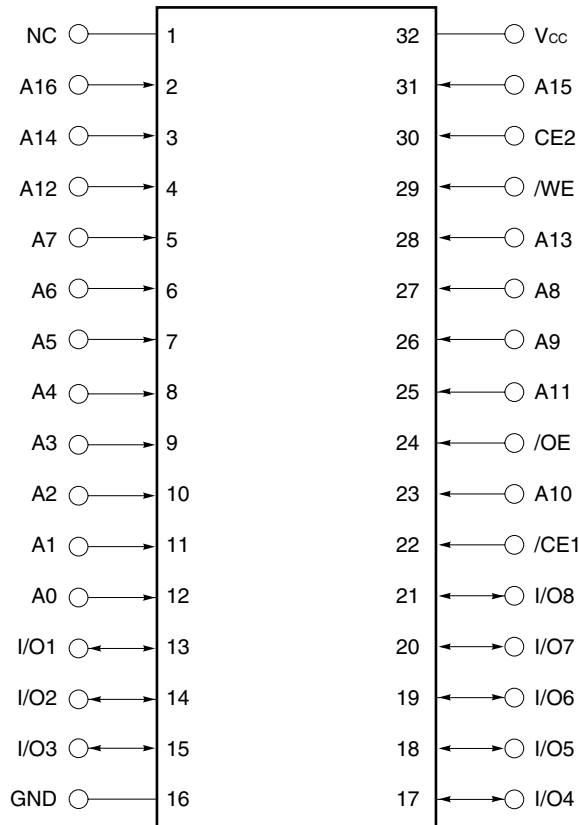 NC 1 32 Vcc
A16 2 31 A15
A14 3 30 CE2
A12 4 29 /WE
A7 5 28 A13
A6 6 27 A8
A5 7 26 A9
A4 8 25 A11
A3 9 24 /OE
A2 10 23 A10
A1 11 22 /CE1
A0 12 21 I/O8
I/O1 13 20 I/O7
I/O2 14 19 I/O6
I/O3 15 18 I/O5
GND 16 17 I/O4